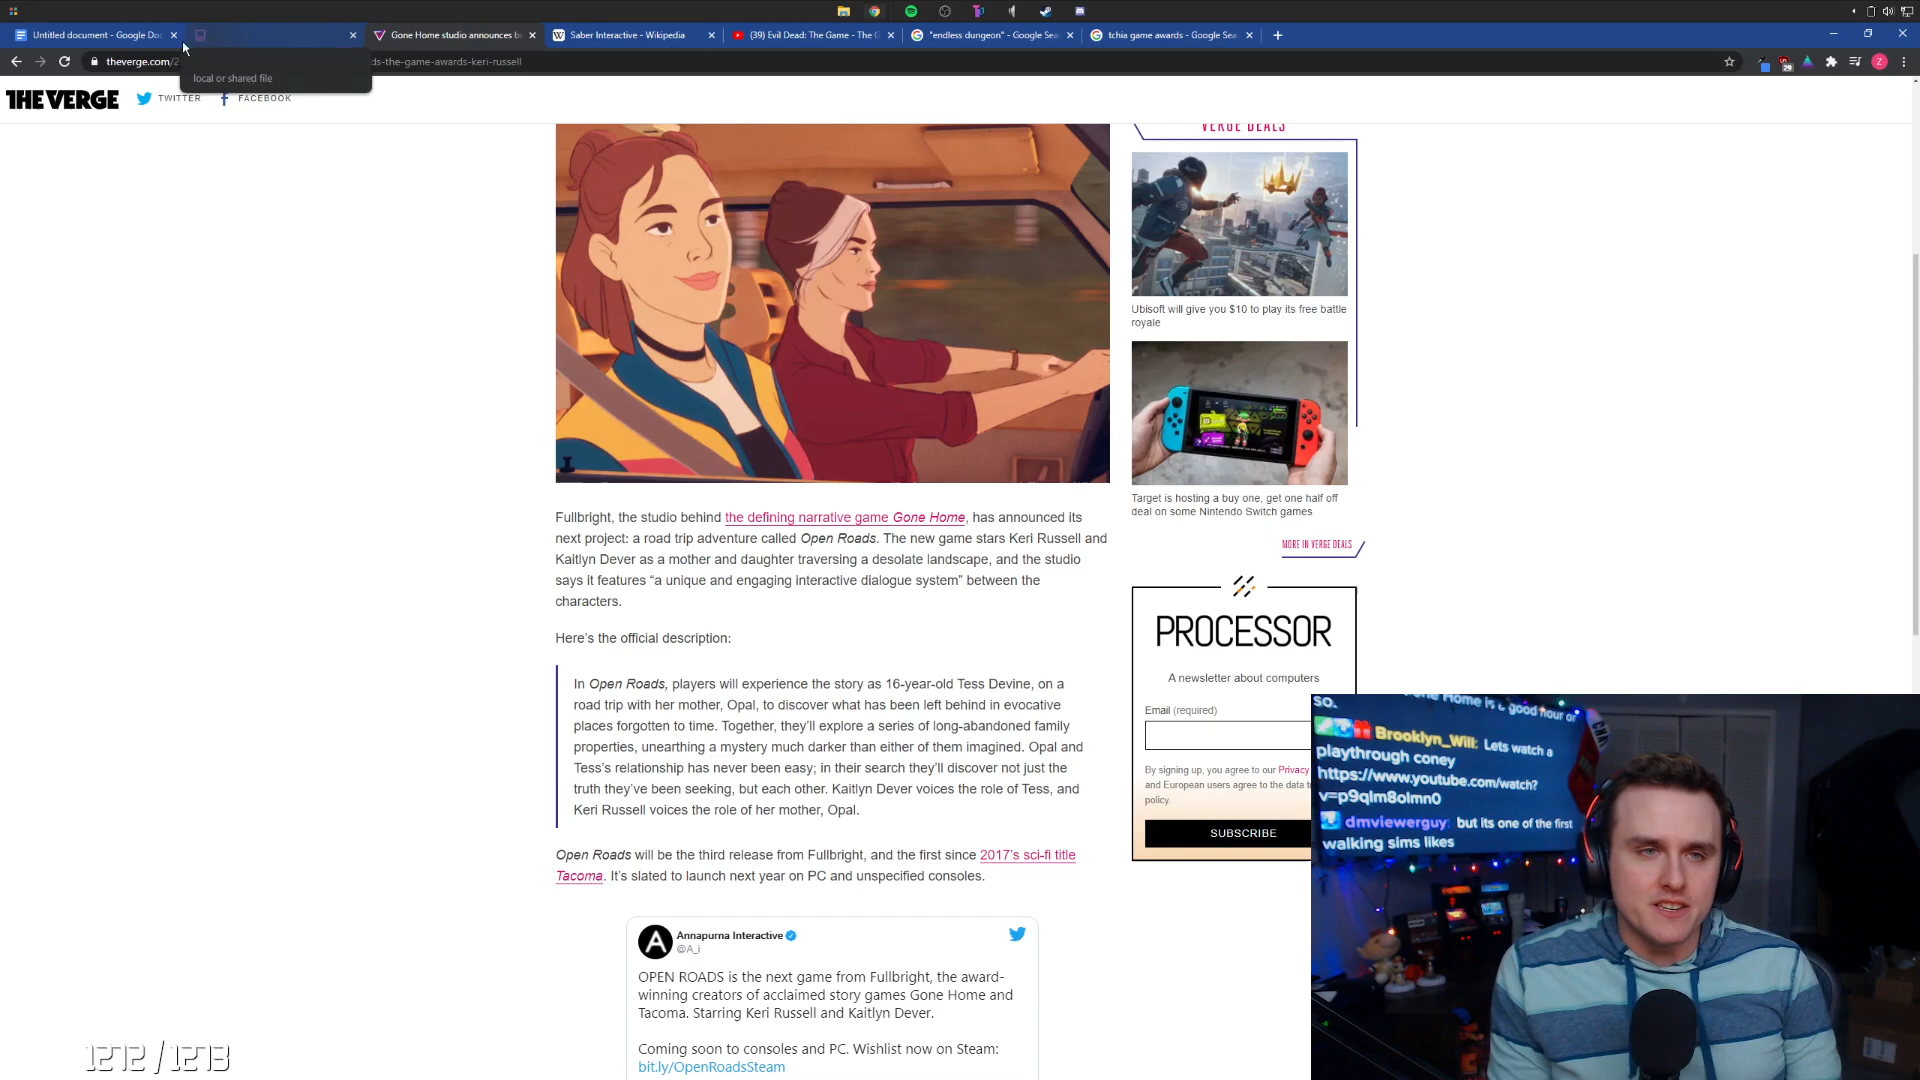 Untitled document - Google Doc
Gone Home studio announces be
Saber Interactive - Wikipedia
(39) Evil Dead: The Game - The G
"endless dungeon" - Google Sea
tchia game awards - Google Sea
theverge.com/2
ds-the-game-awards-keri-russell
29
Z
local or shared file
THE VERGE
TWITTER
FACEBOOK
VERGE DEALS
Ubisoft will give you $10 to play its free battle
royale
Target is hosting a buy one, get one half off
deal on some Nintendo Switch games
MORE IN VERGE DEALS
Fullbright, the studio behind the defining narrative game Gone Home, has announced its
next project: a road trip adventure called Open Roads. The new game stars Keri Russell and
Kaitlyn Dever as a mother and daughter traversing a desolate landscape, and the studio
says it features “a unique and engaging interactive dialogue system” between the
characters.
Here’s the official description:
In Open Roads, players will experience the story as 16-year-old Tess Devine, on a
road trip with her mother, Opal, to discover what has been left behind in evocative
places forgotten to time. Together, they’ll explore a series of long-abandoned family
properties, unearthing a mystery much darker than either of them imagined. Opal and
Tess’s relationship has never been easy; in their search they’ll discover not just the
truth they’ve been seeking, but each other. Kaitlyn Dever voices the role of Tess, and
Keri Russell voices the role of her mother, Opal.
Open Roads will be the third release from Fullbright, and the first since 2017’s sci-fi title
Tacoma. It’s slated to launch next year on PC and unspecified consoles.
Annapurna Interactive
@A_i
OPEN ROADS is the next game from Fullbright, the award-
winning creators of acclaimed story games Gone Home and
Tacoma. Starring Keri Russell and Kaitlyn Dever.
Coming soon to consoles and PC. Wishlist now on Steam:
bit.ly/OpenRoadsSteam
PROCESSOR
A newsletter about computers
Email (required)
By signing up, you agree to our Privacy
and European users agree to the data tr
policy.
SUBSCRIBE
Home is a good hour or
so.
Brooklyn_Will: Lets watch a
playthrough coney
https://www.youtube.com/watch?
v=p9qlm8olmn0
dmviewerguy: but its one of the first
walking sims likes
1272/1273